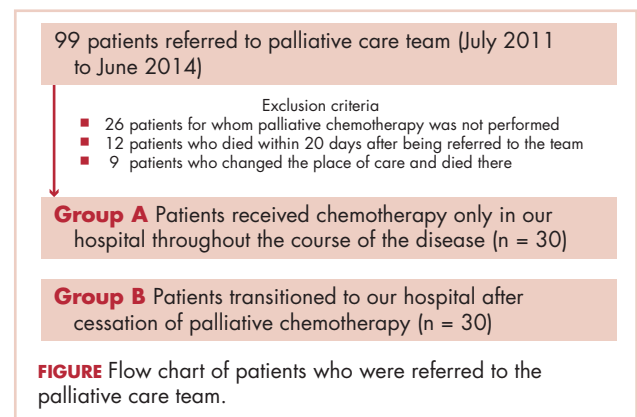 99 patients referred to palliative care team (July 2011
to June 2014)
Exclusion criteria
■ 26 patients for whom palliative chemotherapy was not performed
■ 12 patients who died within 20 days after being referred to the team
■ 9 patients who changed the place of care and died there
Group A Patients received chemotherapy only in our
hospital throughout the course of the disease (n = 30)
Group B Patients transitioned to our hospital after
cessation of palliative chemotherapy (n = 30)
FIGURE Flow chart of patients who were referred to the
palliative care team.